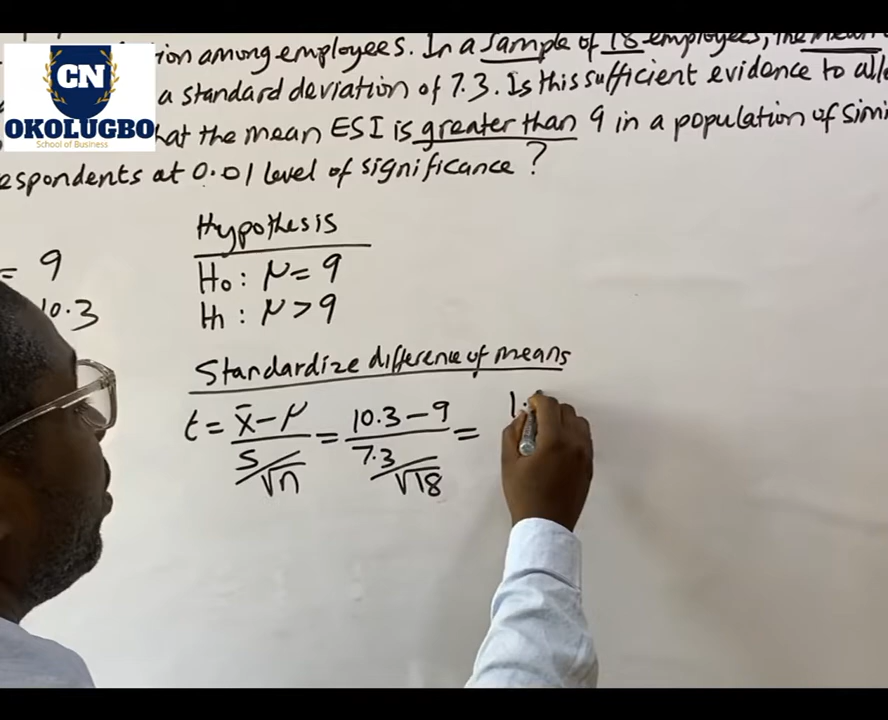 CN
OKOLUGBO
School of Business
ion among employees. In a sample of 18 employees, the mean
a standard deviation of 7.3. Is this sufficient evidence to
hat the mean ESI is greater than 9 in a population of
espondents at 0.01 level of significance?
= 9
10.3
Hypothesis
H₀ : μ = 9
H₁ : μ > 9
Standardize difference of means
t = x̄ - μ / s/√n = 10.3 - 9 / 7.3/√18 = 1.